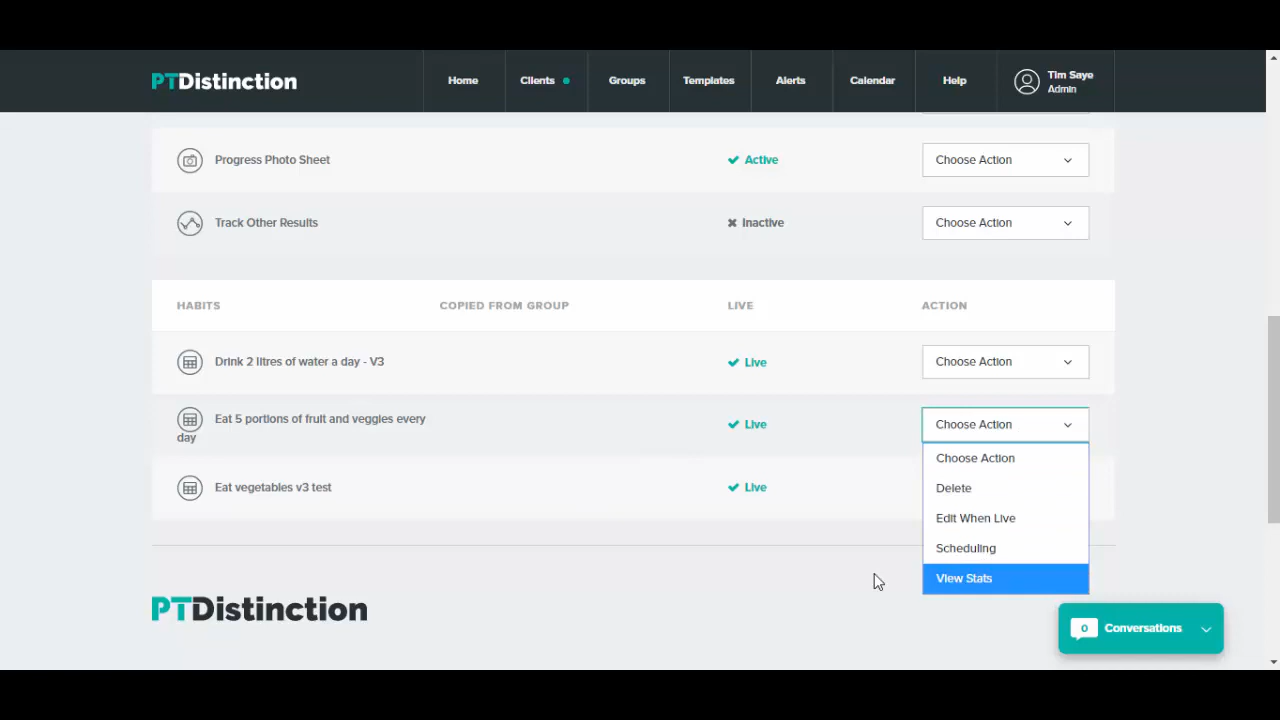 PTDistinction
Home
Clients
Groups
Templates
Alerts
Calendar
Help
Tim Saye
Admin
Progress Photo Sheet
Active
Choose Action
Track Other Results
Inactive
Choose Action
HABITS
COPIED FROM GROUP
LIVE
ACTION
Drink 2 litres of water a day - V3
Live
Choose Action
Eat 5 portions of fruit and veggies every
day
Live
Choose Action
Choose Action
Delete
Edit When Live
Scheduling
View Stats
Eat vegetables v3 test
Live
PTDistinction
0
Conversations